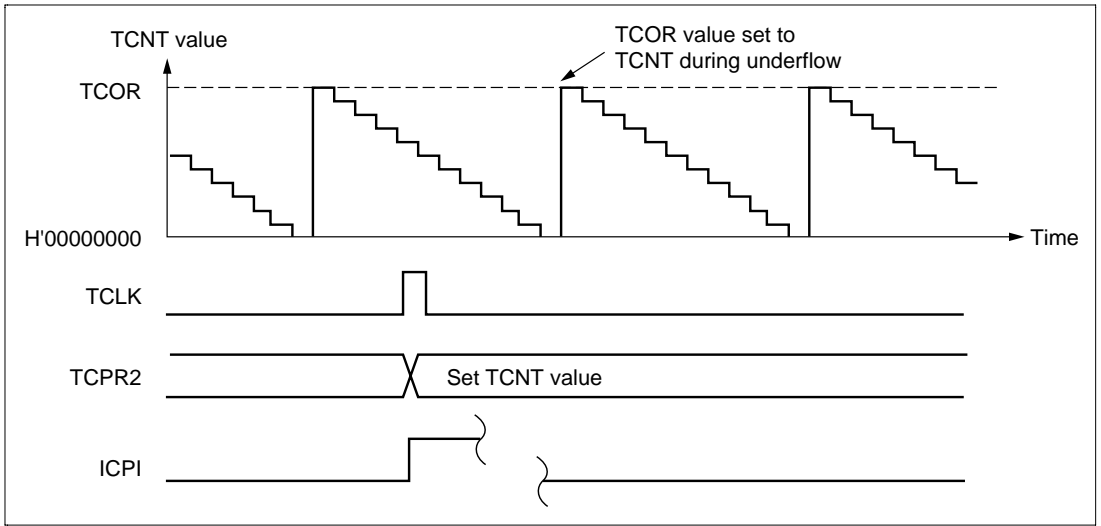 TCNT value
TCOR value set to
TCNT during underflow
TCOR
H'00000000
Time
TCLK
TCPR2
Set TCNT value
ICPI